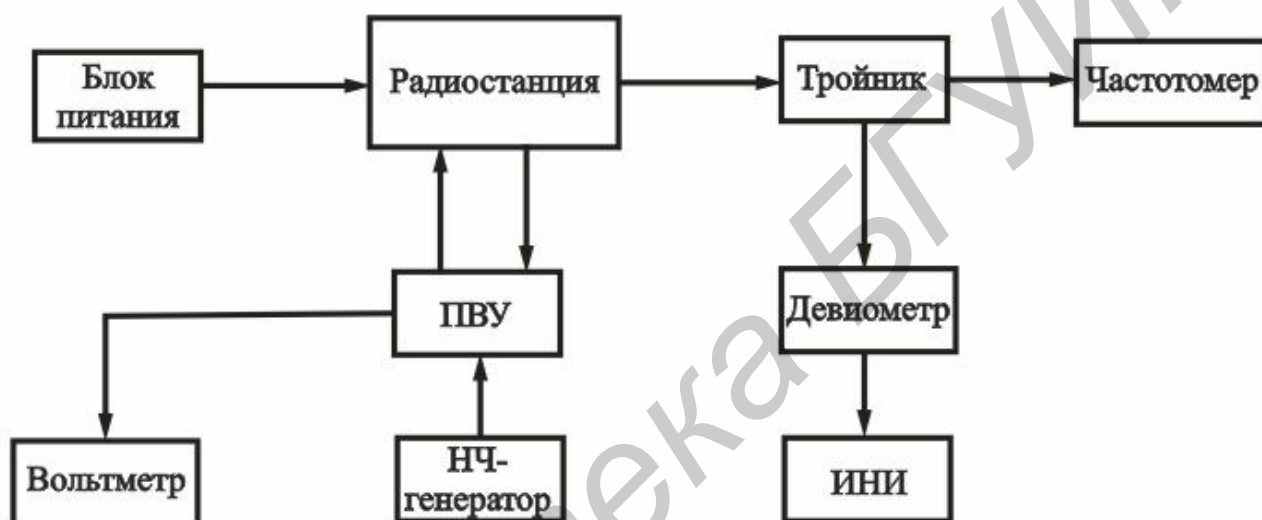 Блок
питания
Радиостанция
Тройник
Частотомер
ПВУ
Девиометр
Вольтметр
НЧ-
генератор
ИНИ